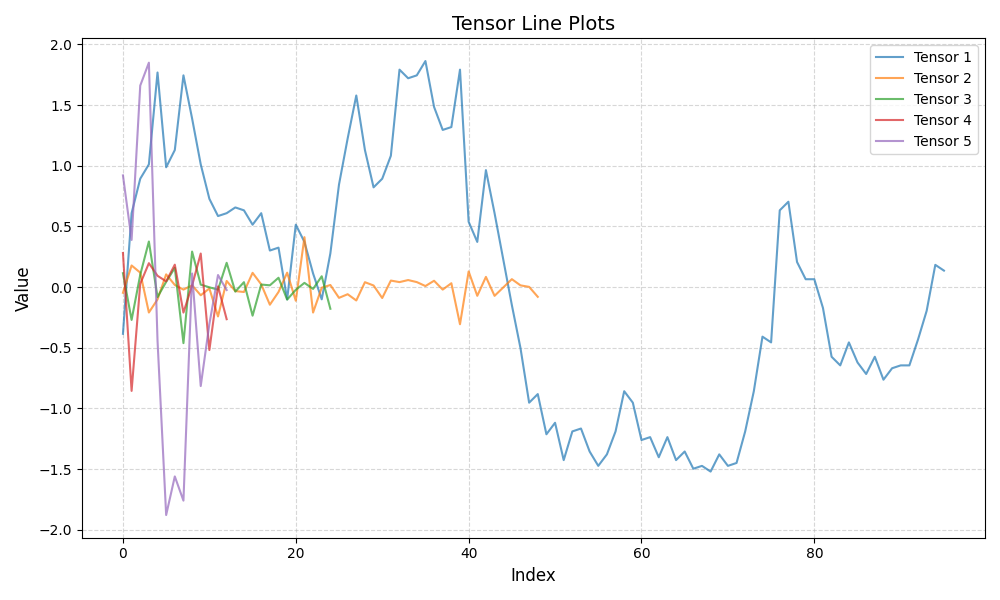 Tensor Line Plots
Tensor 1
Tensor 2
Tensor 3
Tensor 4
Tensor 5
Value
2.0
1.5
1.0
0.5
0.0
−0.5
−1.0
−1.5
−2.0
0 20 40 60 80
Index